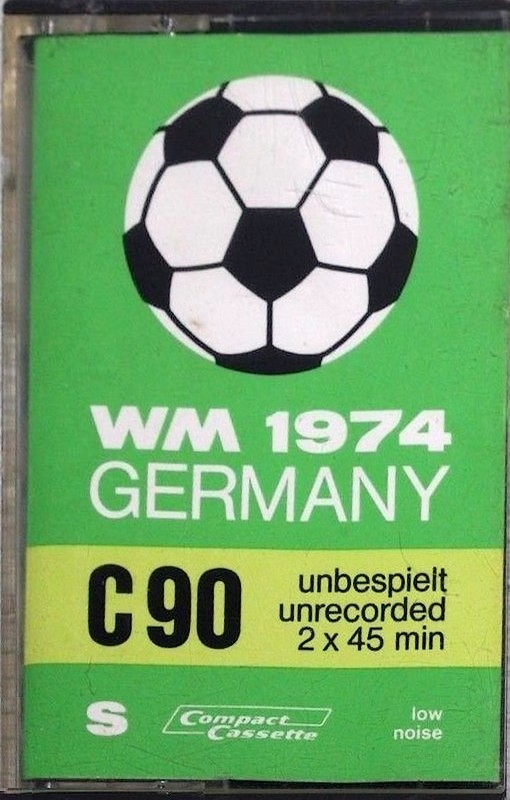 WM 1974
GERMANY
C 90
unbespielt
unrecorded
2 x 45 min
S
Compact
Cassette
low
noise